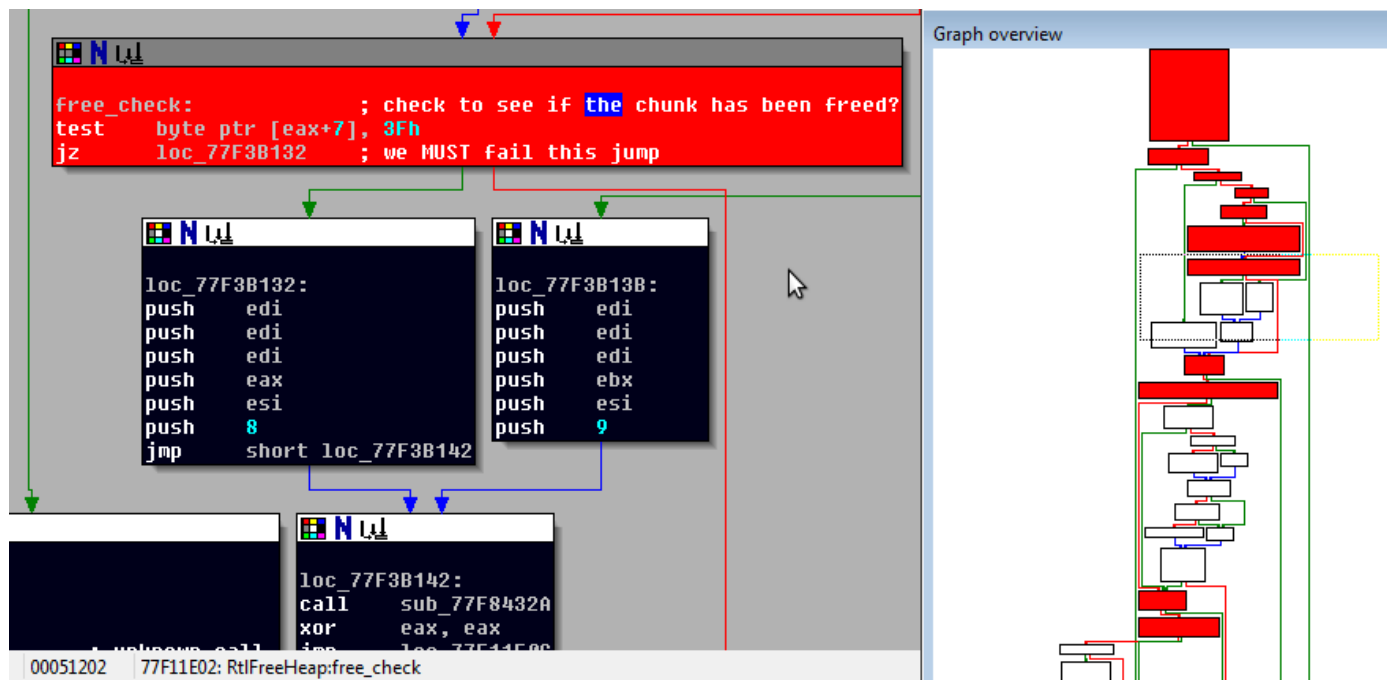 Graph overview
free_check: ; check to see if the chunk has been freed?
test byte ptr [eax+7], 3Fh
jz loc_77F3B132 ; we MUST fail this jump
loc_77F3B132:
push edi
push edi
push edi
push eax
push esi
push 8
jmp short loc_77F3B142
loc_77F3B13B:
push edi
push edi
push edi
push ebx
push esi
push 9
loc_77F3B142:
call sub_77F8432A
xor eax, eax
00051202 77F11E02: RtlFreeHeap:free_check